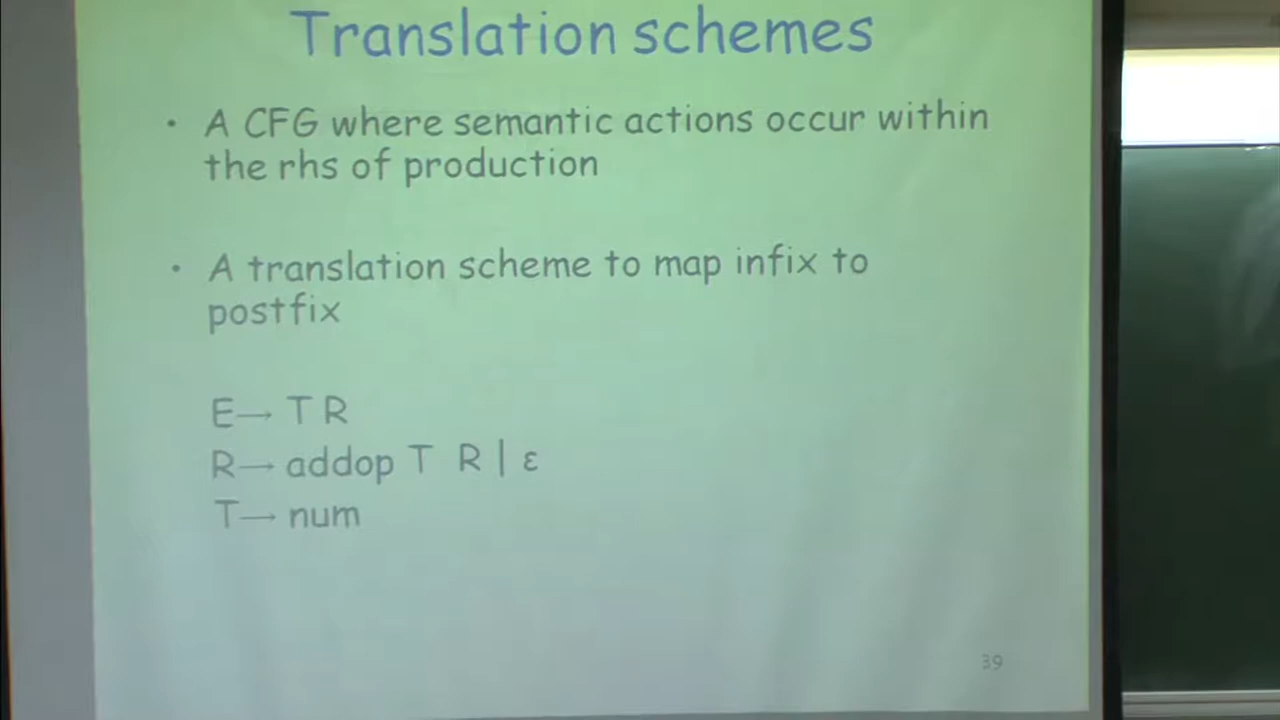 Translation schemes
• A CFG where semantic actions occur within
the rhs of production
• A translation scheme to map infix to
postfix
E→ T R
R→ addop T R | ε
T→ num
39